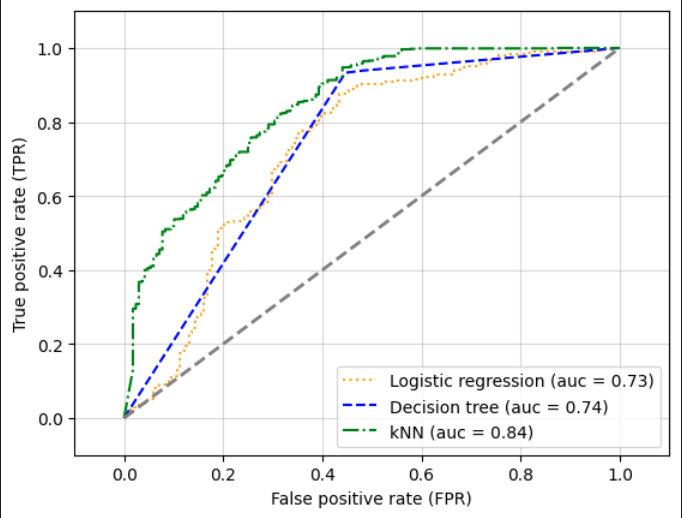 1.0
0.8
0.6
0.4
0.2
0.0
True positive rate (TPR)
Logistic regression (auc = 0.73)
Decision tree (auc = 0.74)
kNN (auc = 0.84)
0.0 0.2 0.4 0.6 0.8 1.0
False positive rate (FPR)